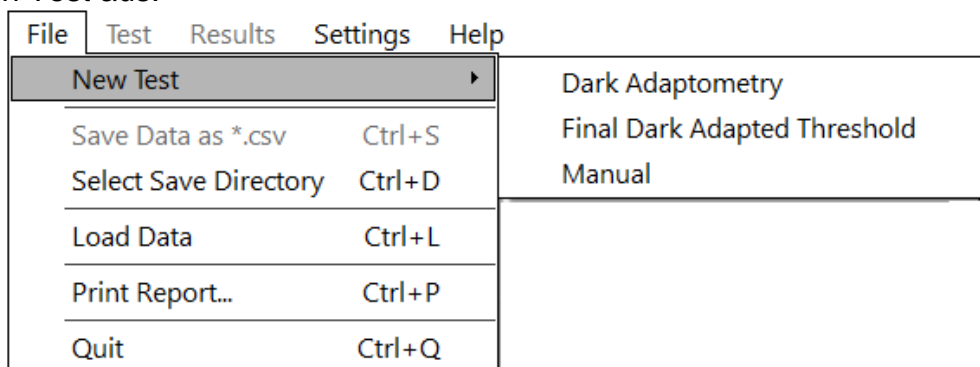 File Test Results Settings Help
New Test
Dark Adaptometry
Final Dark Adapted Threshold
Manual
Save Data as *.csv Ctrl+S
Select Save Directory Ctrl+D
Load Data Ctrl+L
Print Report... Ctrl+P
Quit Ctrl+Q